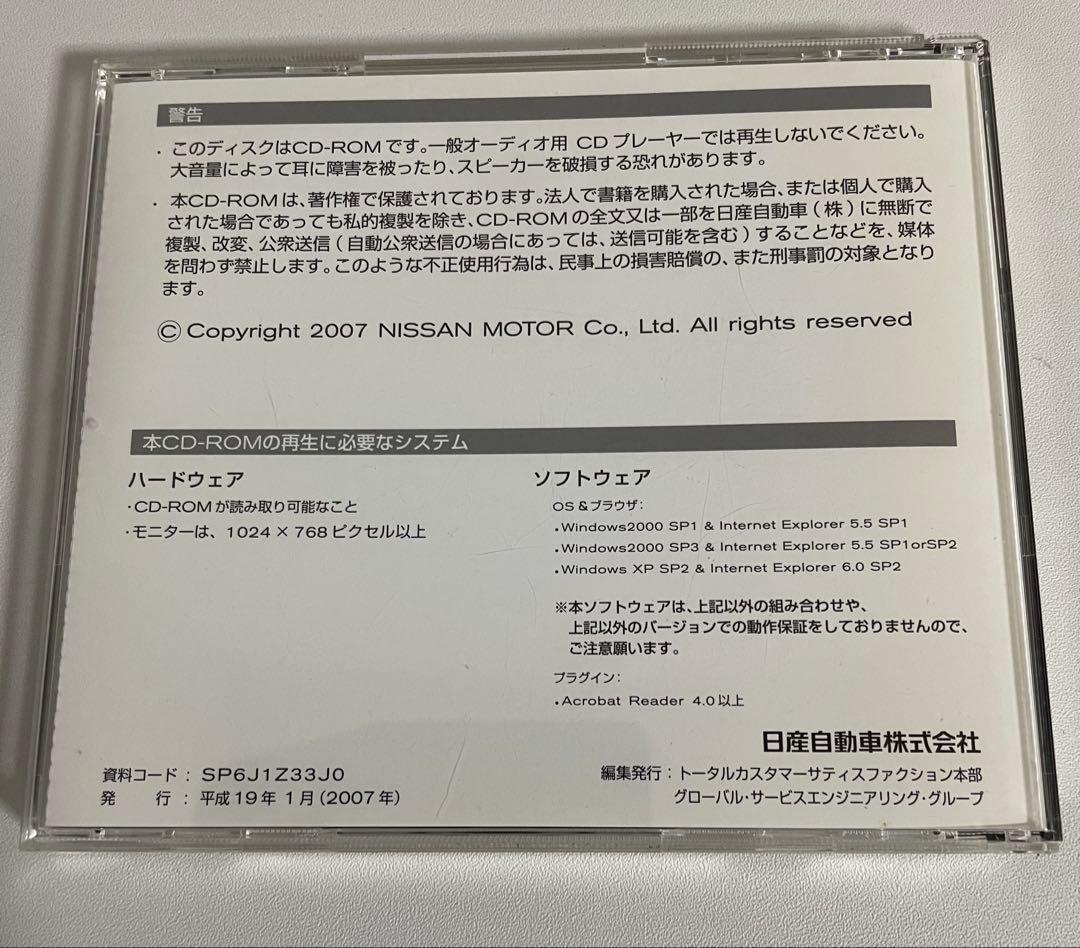 警告
・このディスクはCD-ROMです。一般オーディオ用 CD プレーヤーでは再生しないでください。
大音量によって耳に障害を被ったり、スピーカーを破損する恐れがあります。
・本CD-ROMは、著作権で保護されております。法人で書籍を購入された場合、または個人で購入
された場合であっても私的複製を除き、CD-ROMの全文又は一部を日産自動車（株）に無断で
複製、改変、公衆送信（自動公衆送信の場合にあっては、送信可能を含む）することなどを、媒体
を問わず禁止します。このような不正使用行為は、民事上の損害賠償の、また刑事罰の対象となり
ます。
© Copyright 2007 NISSAN MOTOR Co., Ltd. All rights reserved
本CD-ROMの再生に必要なシステム
ハードウェア
・CD-ROMが読み取り可能なこと
・モニターは、1024×768ピクセル以上
ソフトウェア
OS＆ブラウザ：
・Windows2000 SP1 & Internet Explorer 5.5 SP1
・Windows2000 SP3 & Internet Explorer 5.5 SP1orSP2
・Windows XP SP2 & Internet Explorer 6.0 SP2
※本ソフトウェアは、上記以外の組み合わせや、
上記以外のバージョンでの動作保証をしておりませんので、
ご注意願います。
プラグイン：
・Acrobat Reader 4.0以上
日産自動車株式会社
資料コード：SP6J1Z33J0
発　　行：平成19年1月（2007年）
編集発行：トータルカスタマーサティスファクション本部
グローバル・サービスエンジニアリング・グループ